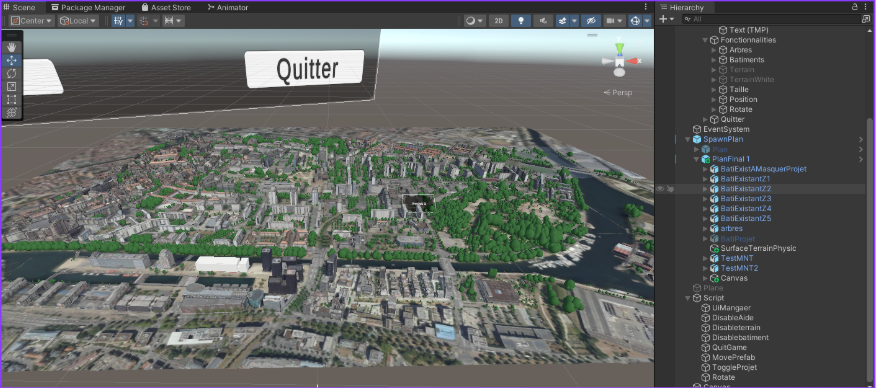 Scene
Package Manager
Asset Store
Animator
Center
Local
2D
Quitter
Persp
Hierarchy
All
Text (TMP)
Fonctionnalities
Arbres
Batiments
Terrain
TerrainWhite
Taille
Position
Rotate
Quitter
EventSystem
SpawnPlan
Plan
PlanFinal 1
BatiExistAMasquerProjet
BatiExistantZ1
BatiExistantZ2
BatiExistantZ3
BatiExistantZ4
BatiExistantZ5
arbres
BatiProjet
SurfaceTerrainPhysic
TestMNT
TestMNT2
Canvas
Plane
Script
UiMangaer
DisableAide
Disableterrain
Disablebatiment
QuitGame
MovePrefab
ToggleProjet
Rotate
Canvas